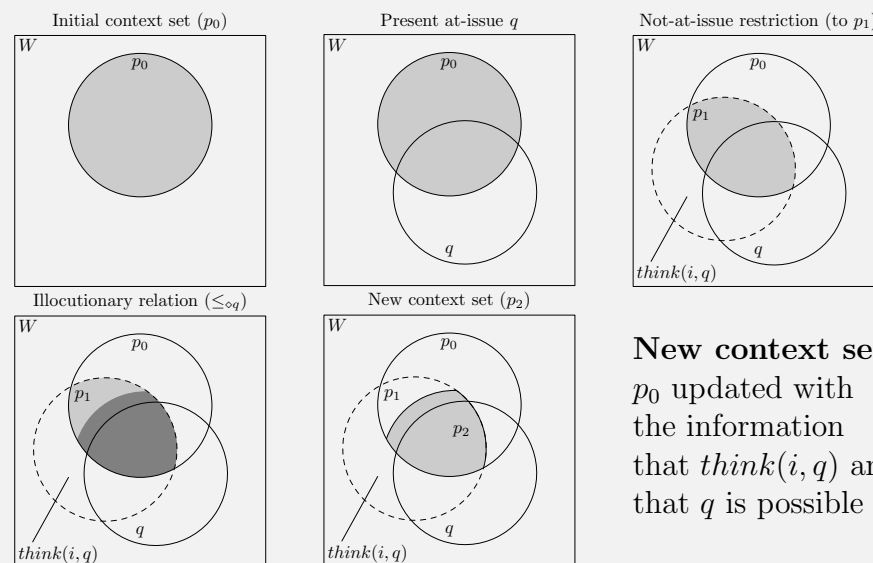 Initial context set (p₀)
W
p₀
Present at-issue q
W
p₀
q
Not-at-issue restriction (to p₁)
W
p₀
p₁
q
think(i, q)
Illocutionary relation (≤⋄q)
W
p₀
p₁
q
think(i, q)
New context set (p₂)
W
p₀
p₁
p₂
q
think(i, q)
New context se
p₀ updated with
the information
that think(i, q) an
that q is possible